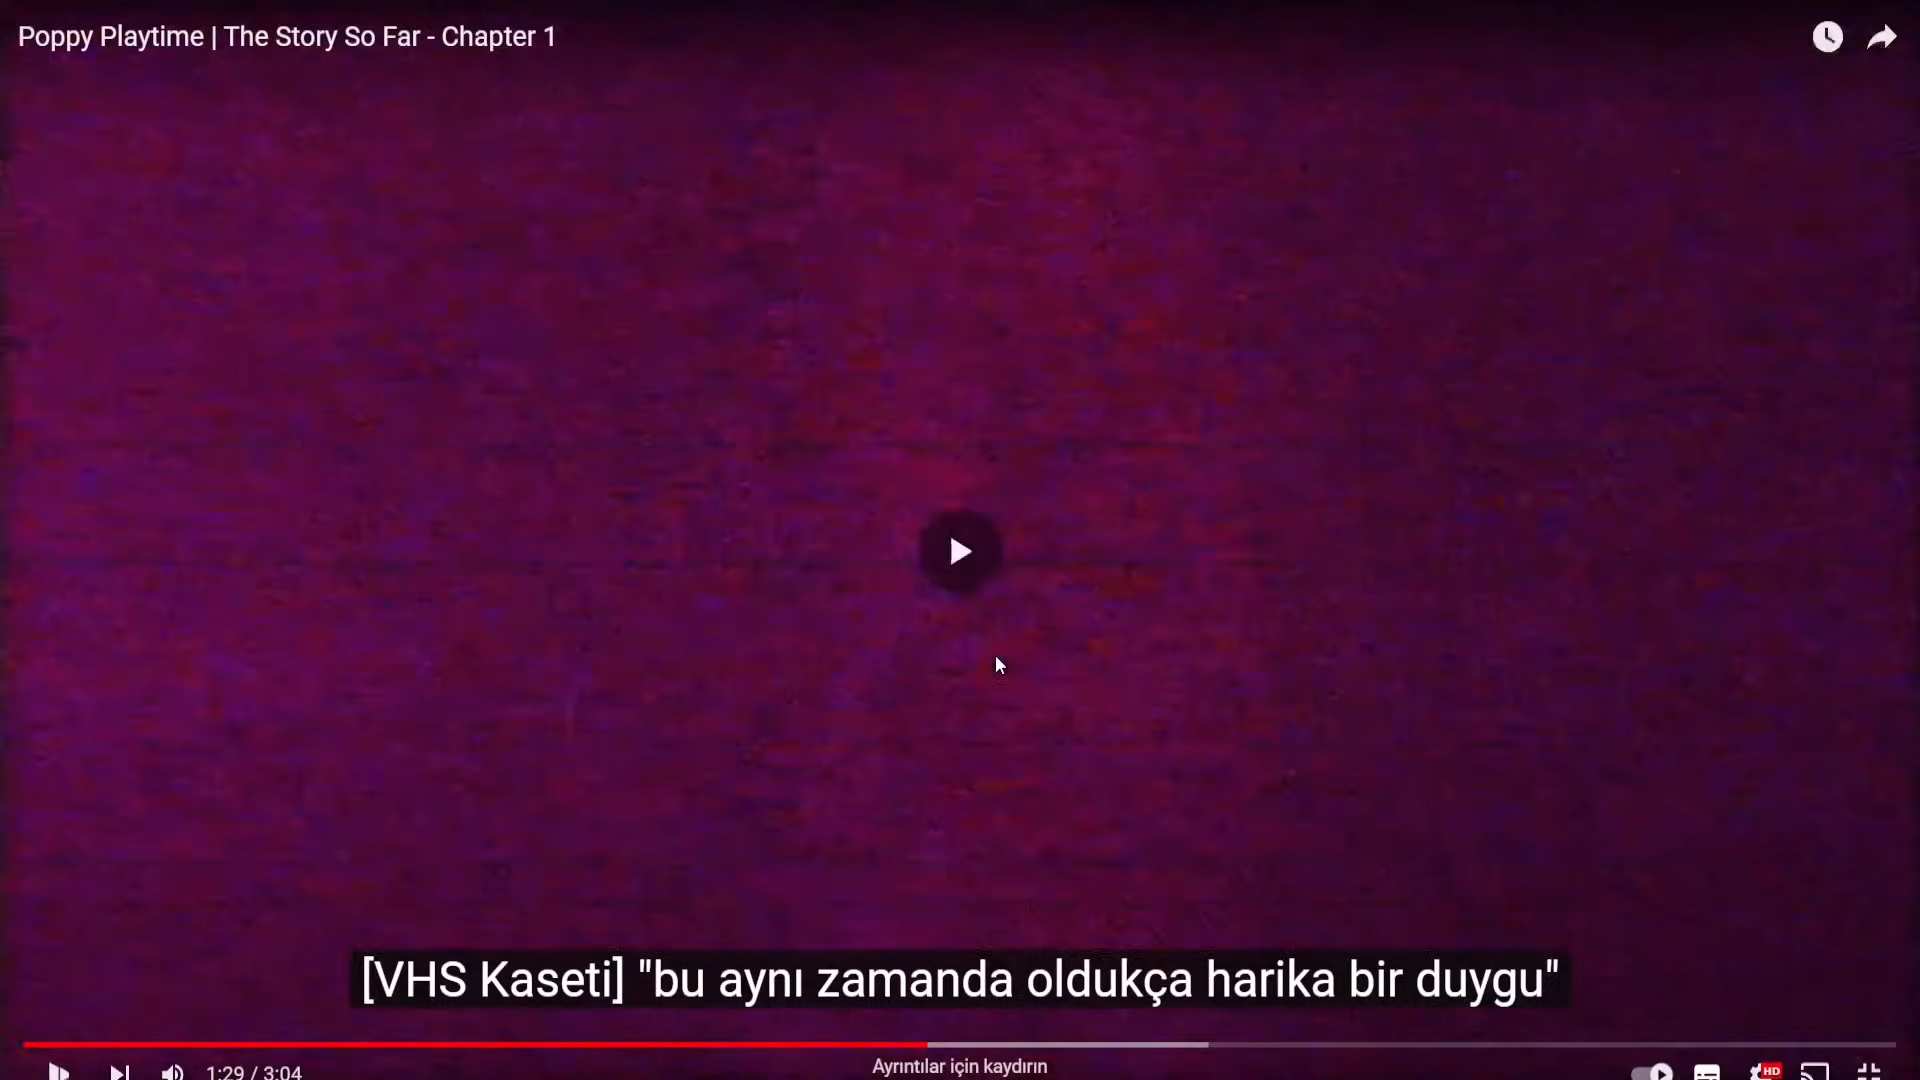 Poppy Playtime | The Story So Far - Chapter 1
[VHS Kaseti] "bu aynı zamanda oldukça harika bir duygu"
Ayrıntılar için kaydırın
1:29 / 3:04
HD